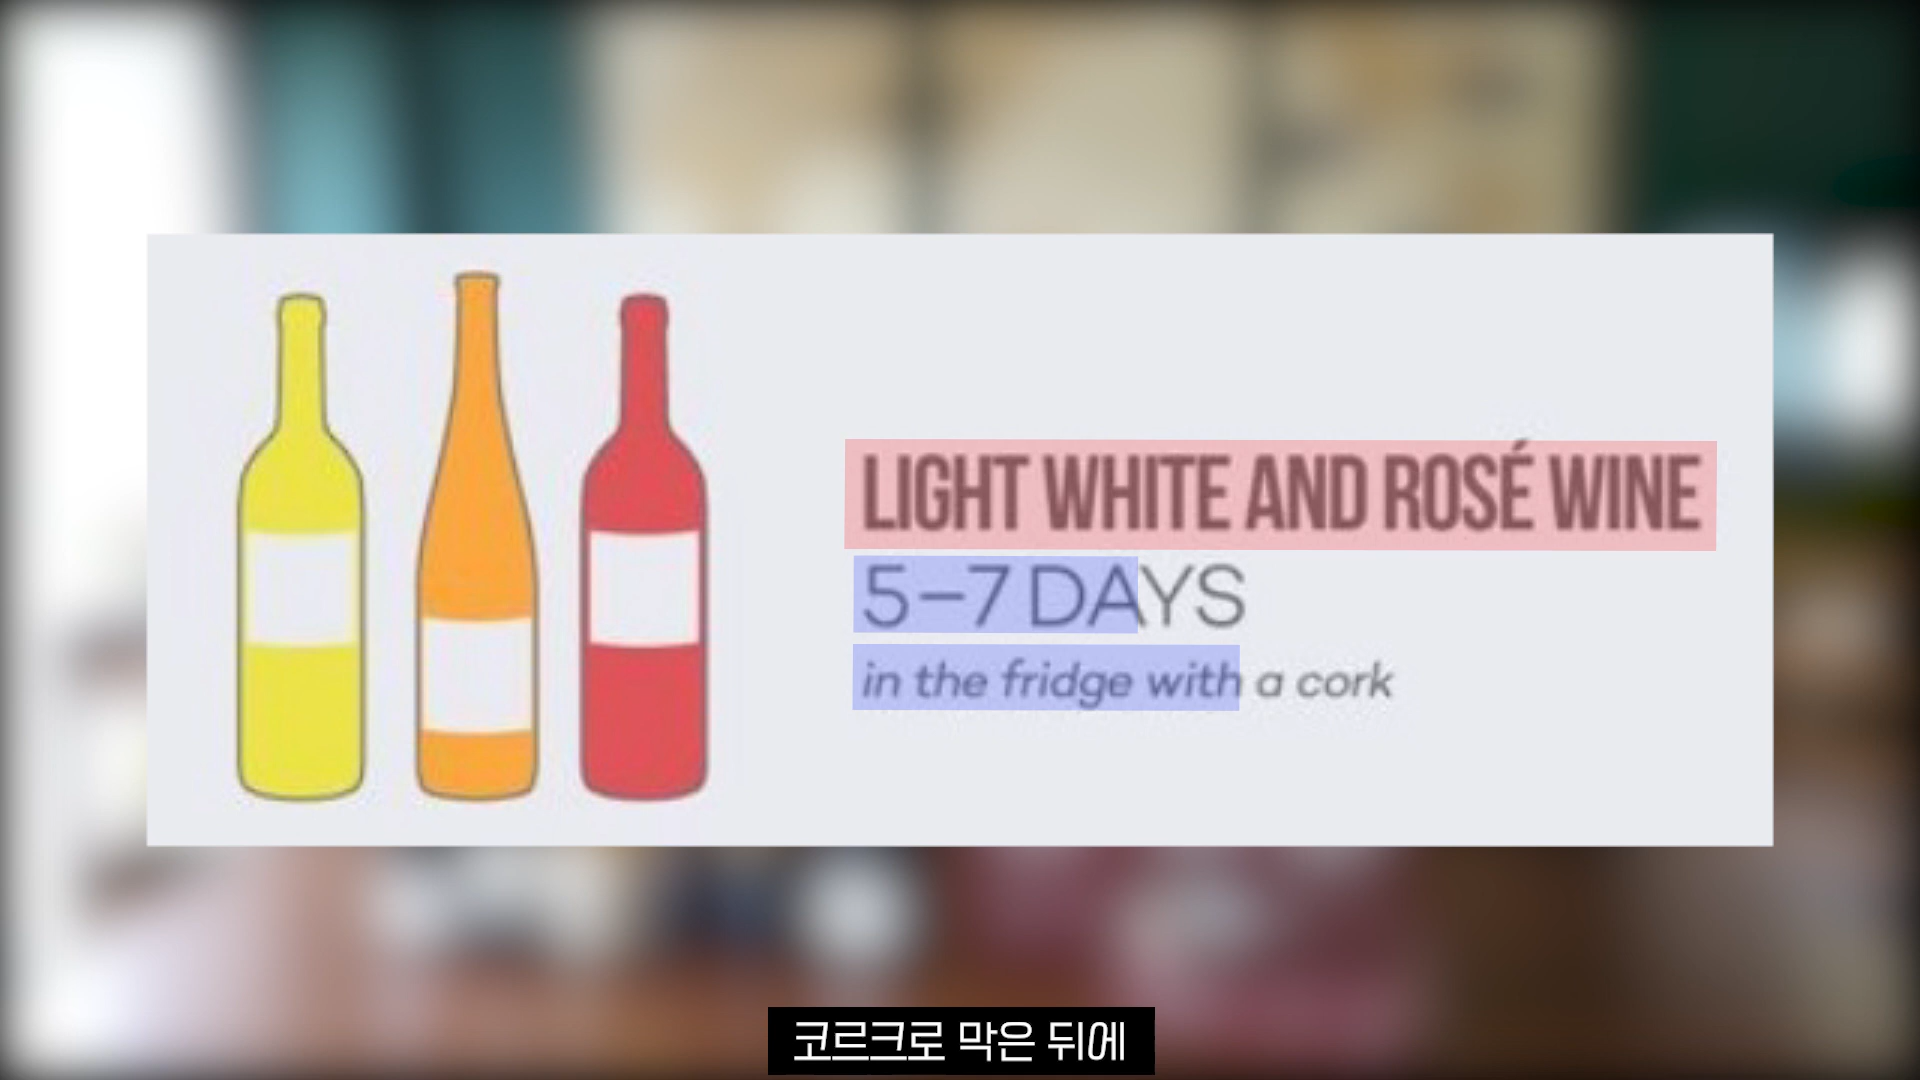 LIGHT WHITE AND ROSÉ WINE
5–7 DAYS
in the fridge with a cork
코르크로 막은 뒤에